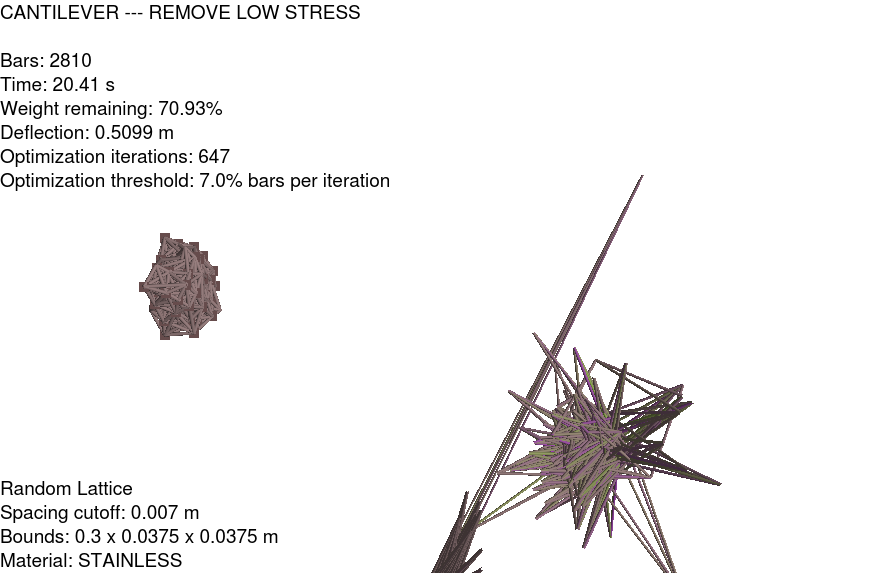 CANTILEVER --- REMOVE LOW STRESS
Bars: 2810
Time: 20.41 s
Weight remaining: 70.93%
Deflection: 0.5099 m
Optimization iterations: 647
Optimization threshold: 7.0% bars per iteration
Random Lattice
Spacing cutoff: 0.007 m
Bounds: 0.3 x 0.0375 x 0.0375 m
Material: STAINLESS